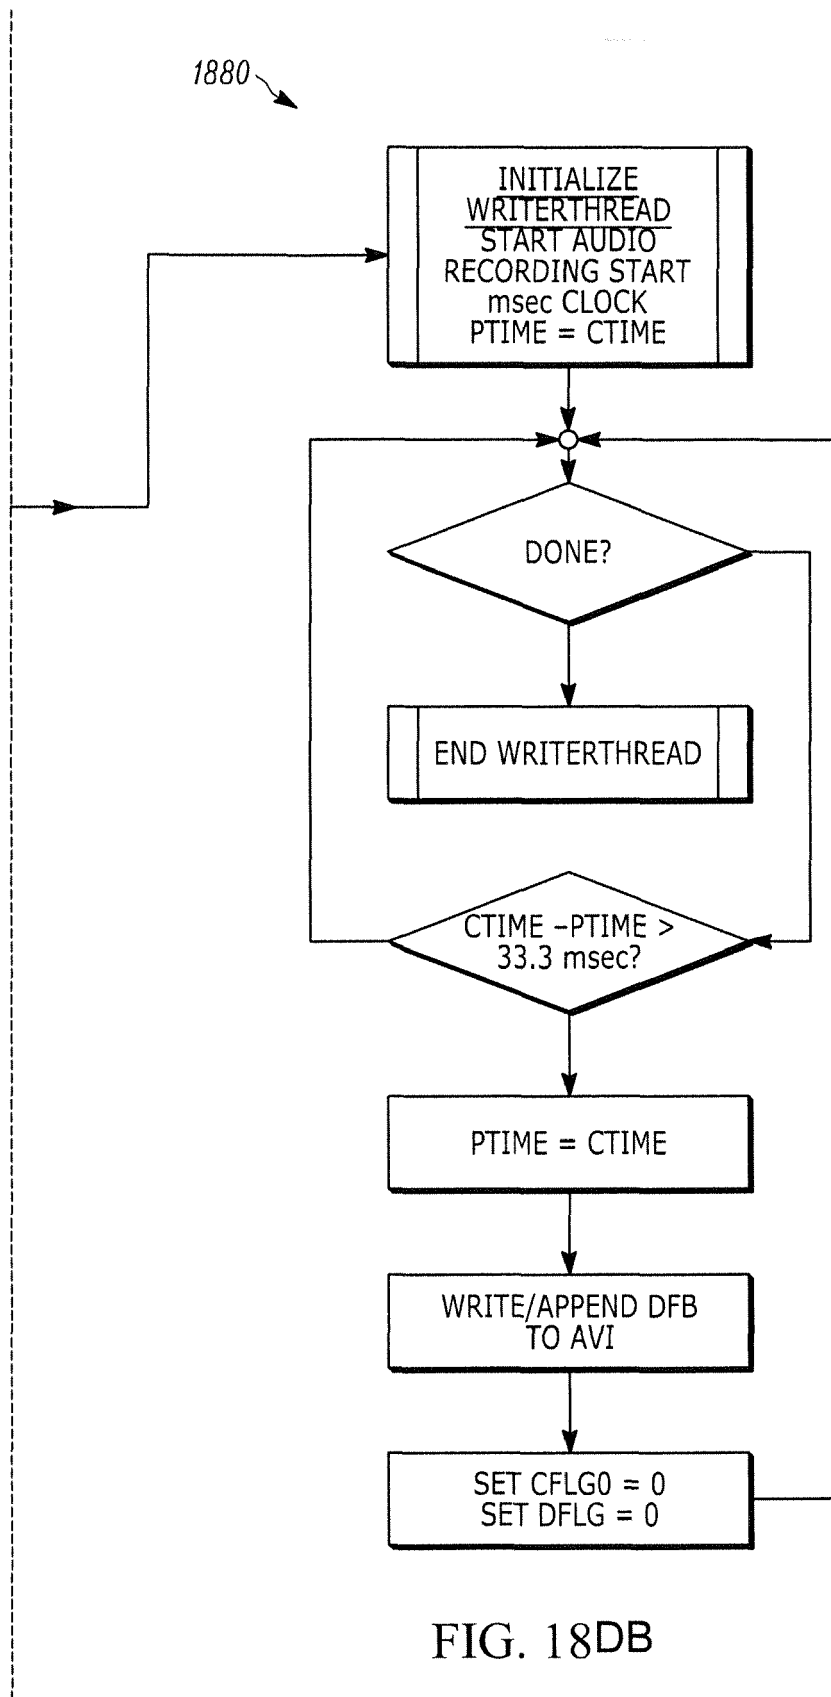 1880
INITIALIZE
WRITERTHREAD
START AUDIO
RECORDING START
msec CLOCK
PTIME = CTIME
DONE?
END WRITERTHREAD
CTIME –PTIME >
33.3 msec?
PTIME = CTIME
WRITE/APPEND DFB
TO AVI
SET CFLG0 = 0
SET DFLG = 0
FIG. 18DB